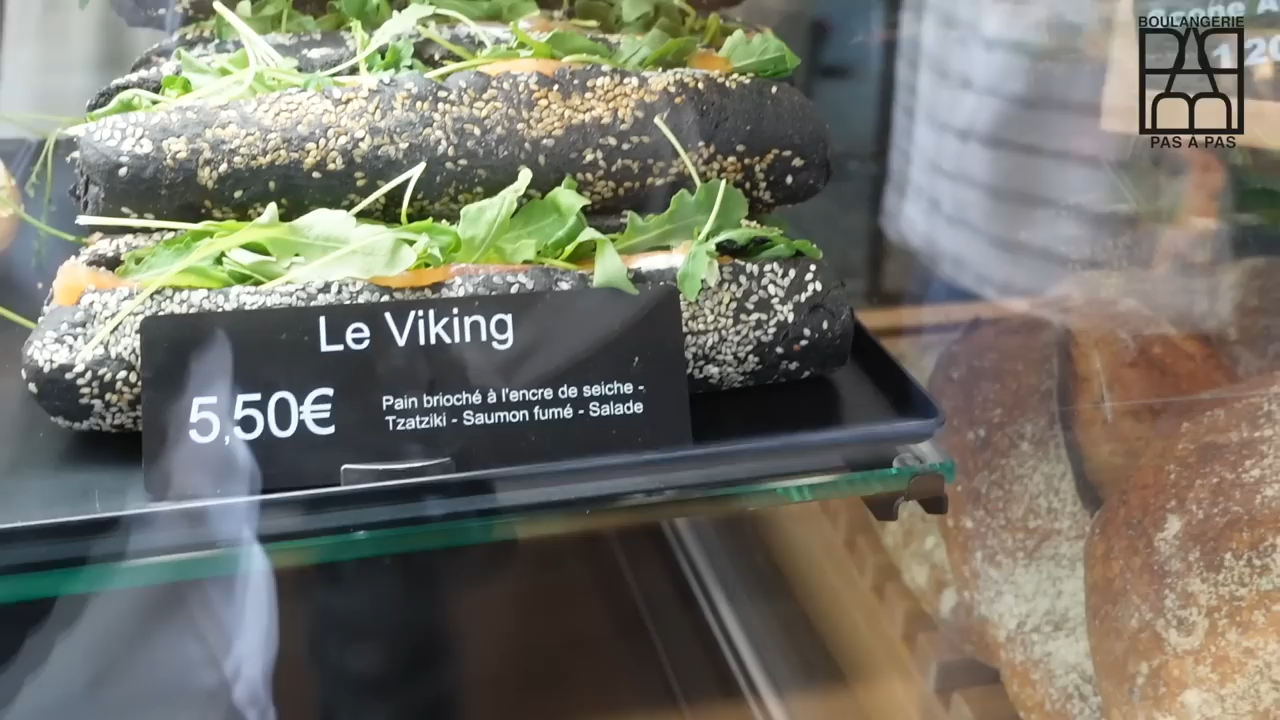 BOULANGERIE
PAS À PAS
Le Viking
5,50€
Pain brioché à l'encre de seiche -
Tzatziki - Saumon fumé - Salade